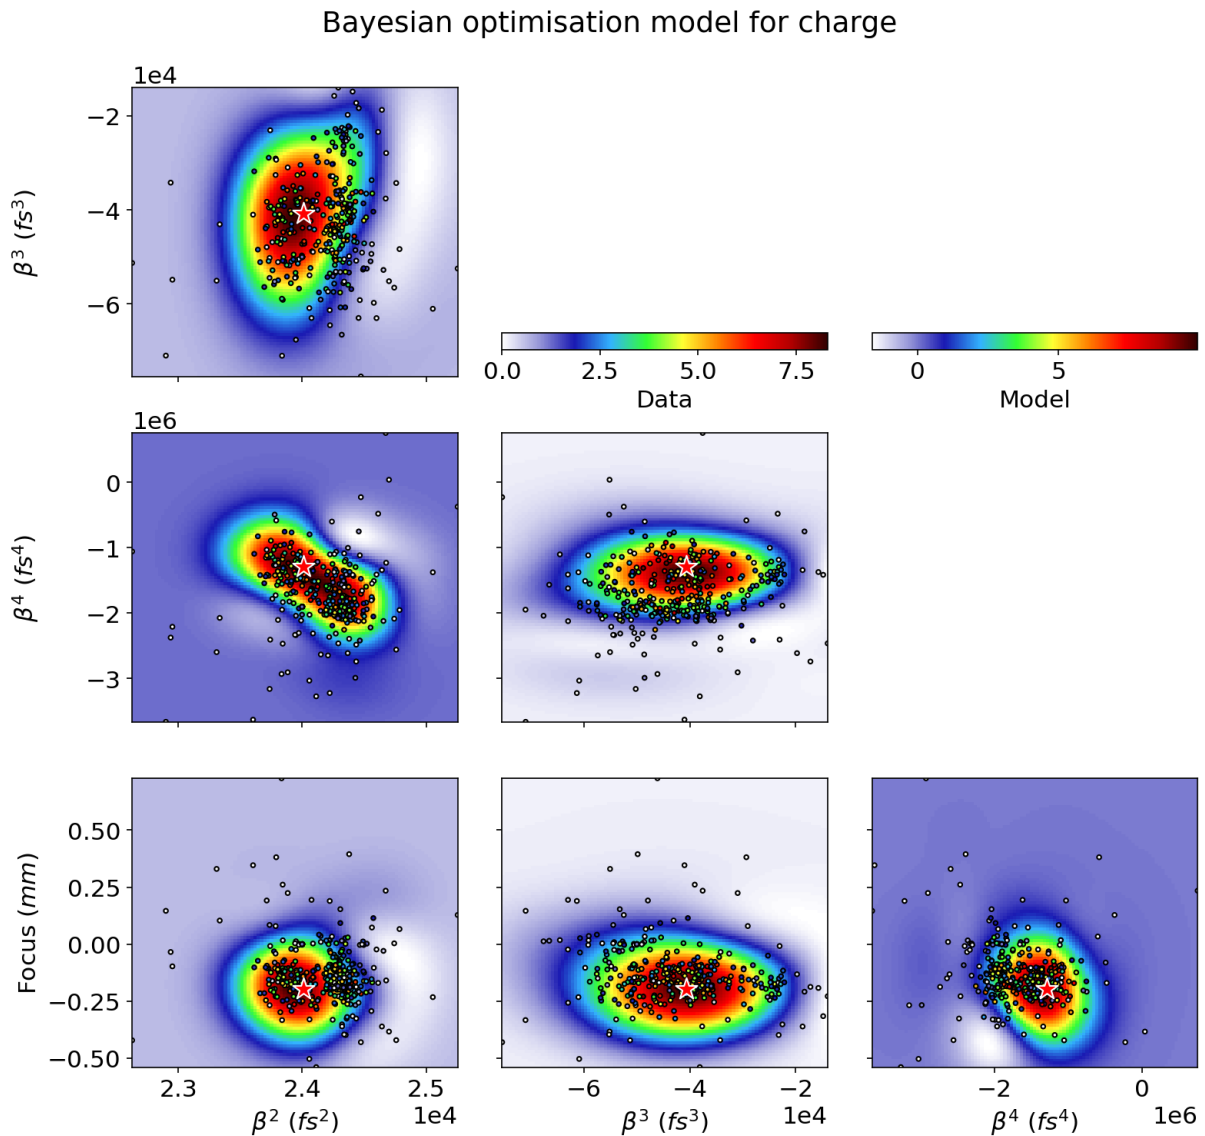 Bayesian optimisation model for charge
1e4
−2
−4
−6
β³ (fs³)
0.0 2.5 5.0 7.5
Data
0 5
Model
1e6
0
−1
−2
−3
β⁴ (fs⁴)
0.50
0.25
0.00
−0.25
−0.50
Focus (mm)
2.3 2.4 2.5
1e4
β² (fs²)
−6 −4 −2
1e4
β³ (fs³)
−2 0
1e6
β⁴ (fs⁴)